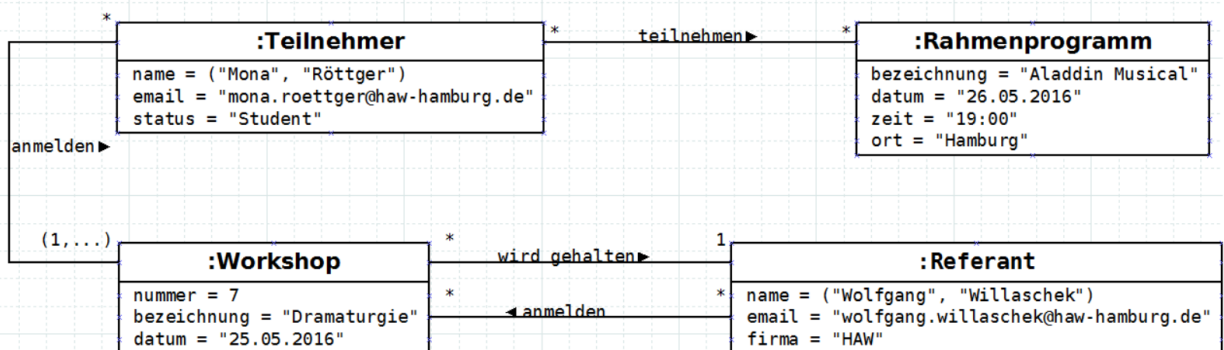 *
:Teilnehmer
name = ("Mona", "Röttger")
email = "mona.roettger@haw-hamburg.de"
status = "Student"
* teilnehmen▶ *
:Rahmenprogramm
bezeichnung = "Aladdin Musical"
datum = "26.05.2016"
zeit = "19:00"
ort = "Hamburg"
anmelden▶
(1,...)
:Workshop
nummer = 7
bezeichnung = "Dramaturgie"
datum = "25.05.2016"
* wird gehalten▶ 1
* ◀anmelden *
:Referant
name = ("Wolfgang", "Willaschek")
email = "wolfgang.willaschek@haw-hamburg.de"
firma = "HAW"